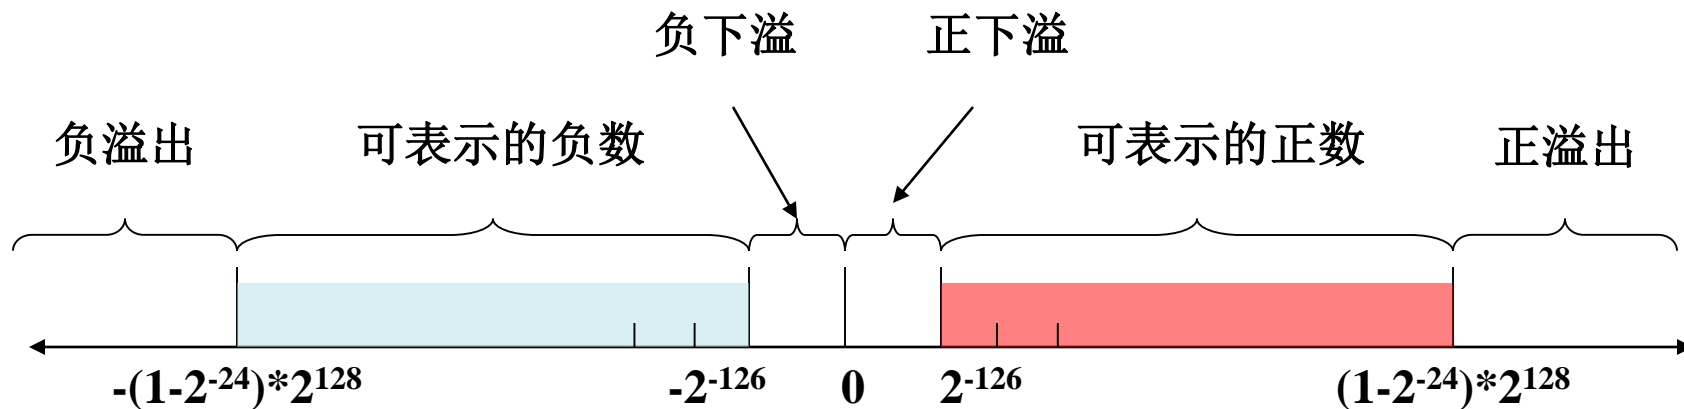 负下溢 正下溢
负溢出 可表示的负数 可表示的正数 正溢出
-(1-2⁻²⁴)*2¹²⁸ -2⁻¹²⁶ 0 2⁻¹²⁶ (1-2⁻²⁴)*2¹²⁸